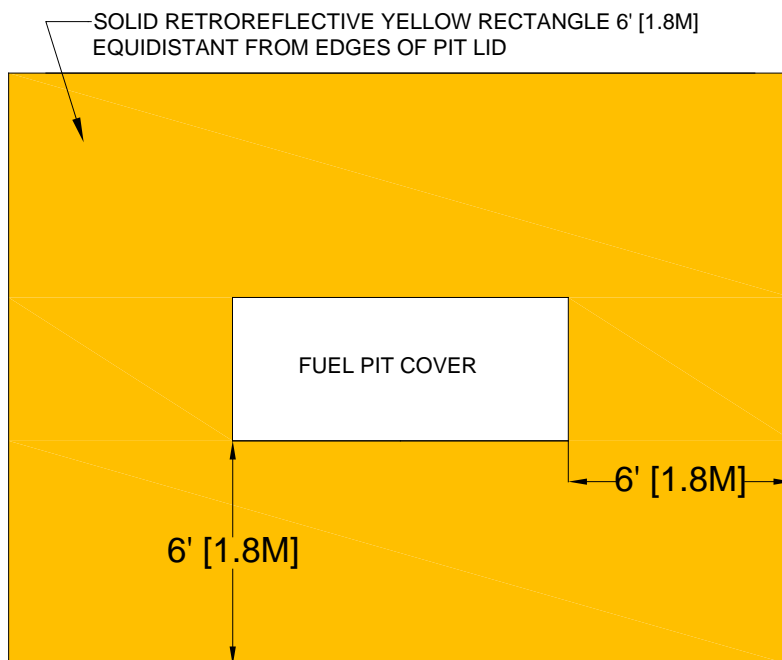 SOLID RETROREFLECTIVE YELLOW RECTANGLE 6' [1.8M]
EQUIDISTANT FROM EDGES OF PIT LID
FUEL PIT COVER
6' [1.8M]
6' [1.8M]